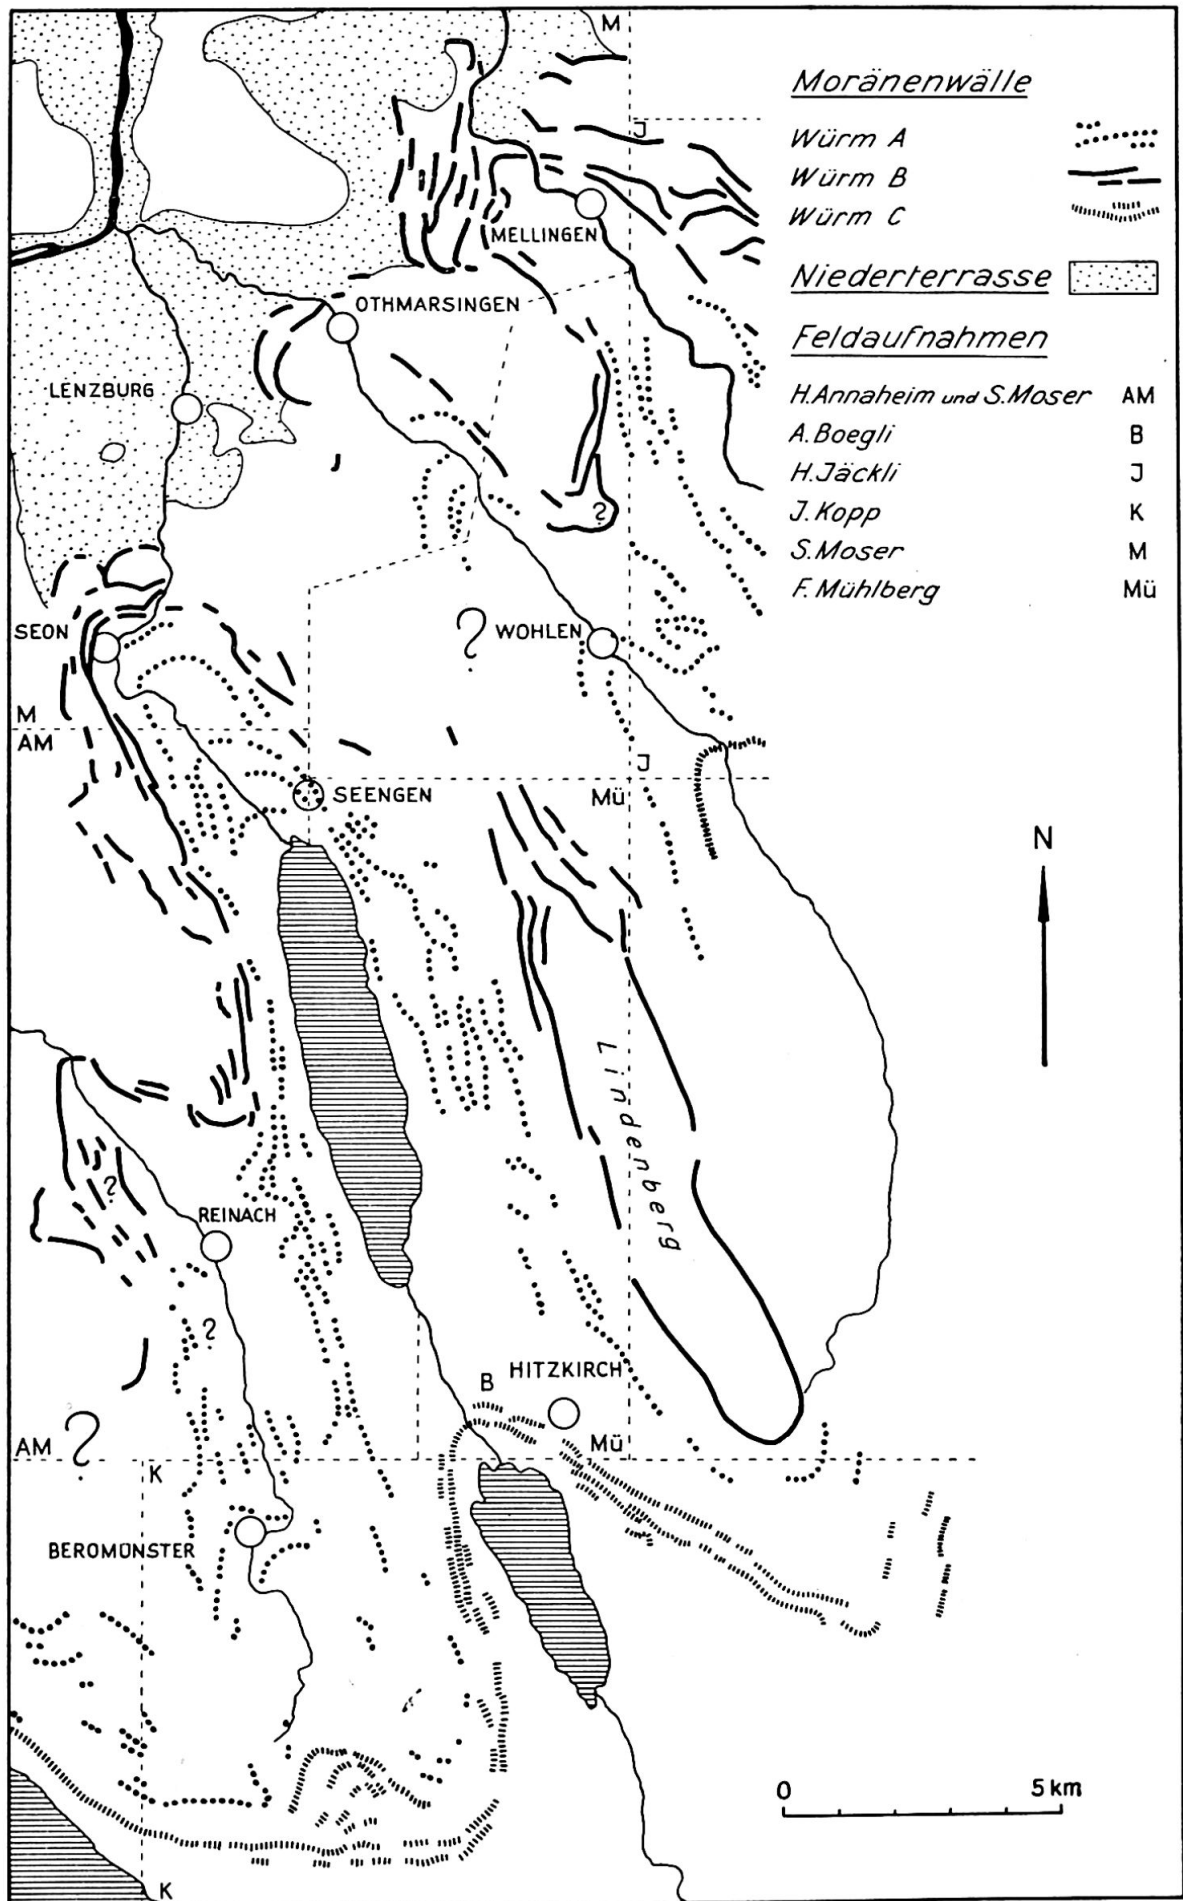 M
Moränenwälle
J
Würm A
Würm B
Würm C
MELLINGEN
Niederterrasse
OTHMARSINGEN
Feldaufnahmen
LENZBURG
H.Annaheim und S.Moser AM
A.Boegli B
H.Jäckli J
J.Kopp K
S.Moser M
F.Mühlberg Mü
?
SEON
? WOHLEN
M
AM
J
SEENGEN
Mü
N
Lindenberg
?
REINACH
?
B HITZKIRCH
AM ?
Mü
K
BEROMÜNSTER
0 5 km
K